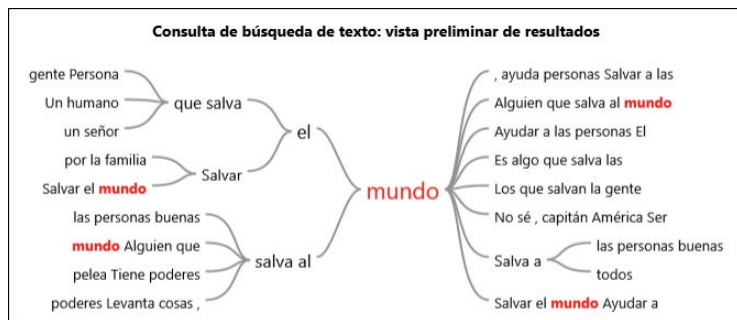 Consulta de búsqueda de texto: vista preliminar de resultados
gente Persona
Un humano
un señor
que salva
por la familia
Salvar el mundo
Salvar
el
las personas buenas
mundo Alguien que
pelea Tiene poderes
poderes Levanta cosas ,
salva al
mundo
, ayuda personas Salvar a las
Alguien que salva al mundo
Ayudar a las personas El
Es algo que salva las
Los que salvan la gente
No sé , capitán América Ser
Salva a
las personas buenas
todos
Salvar el mundo Ayudar a